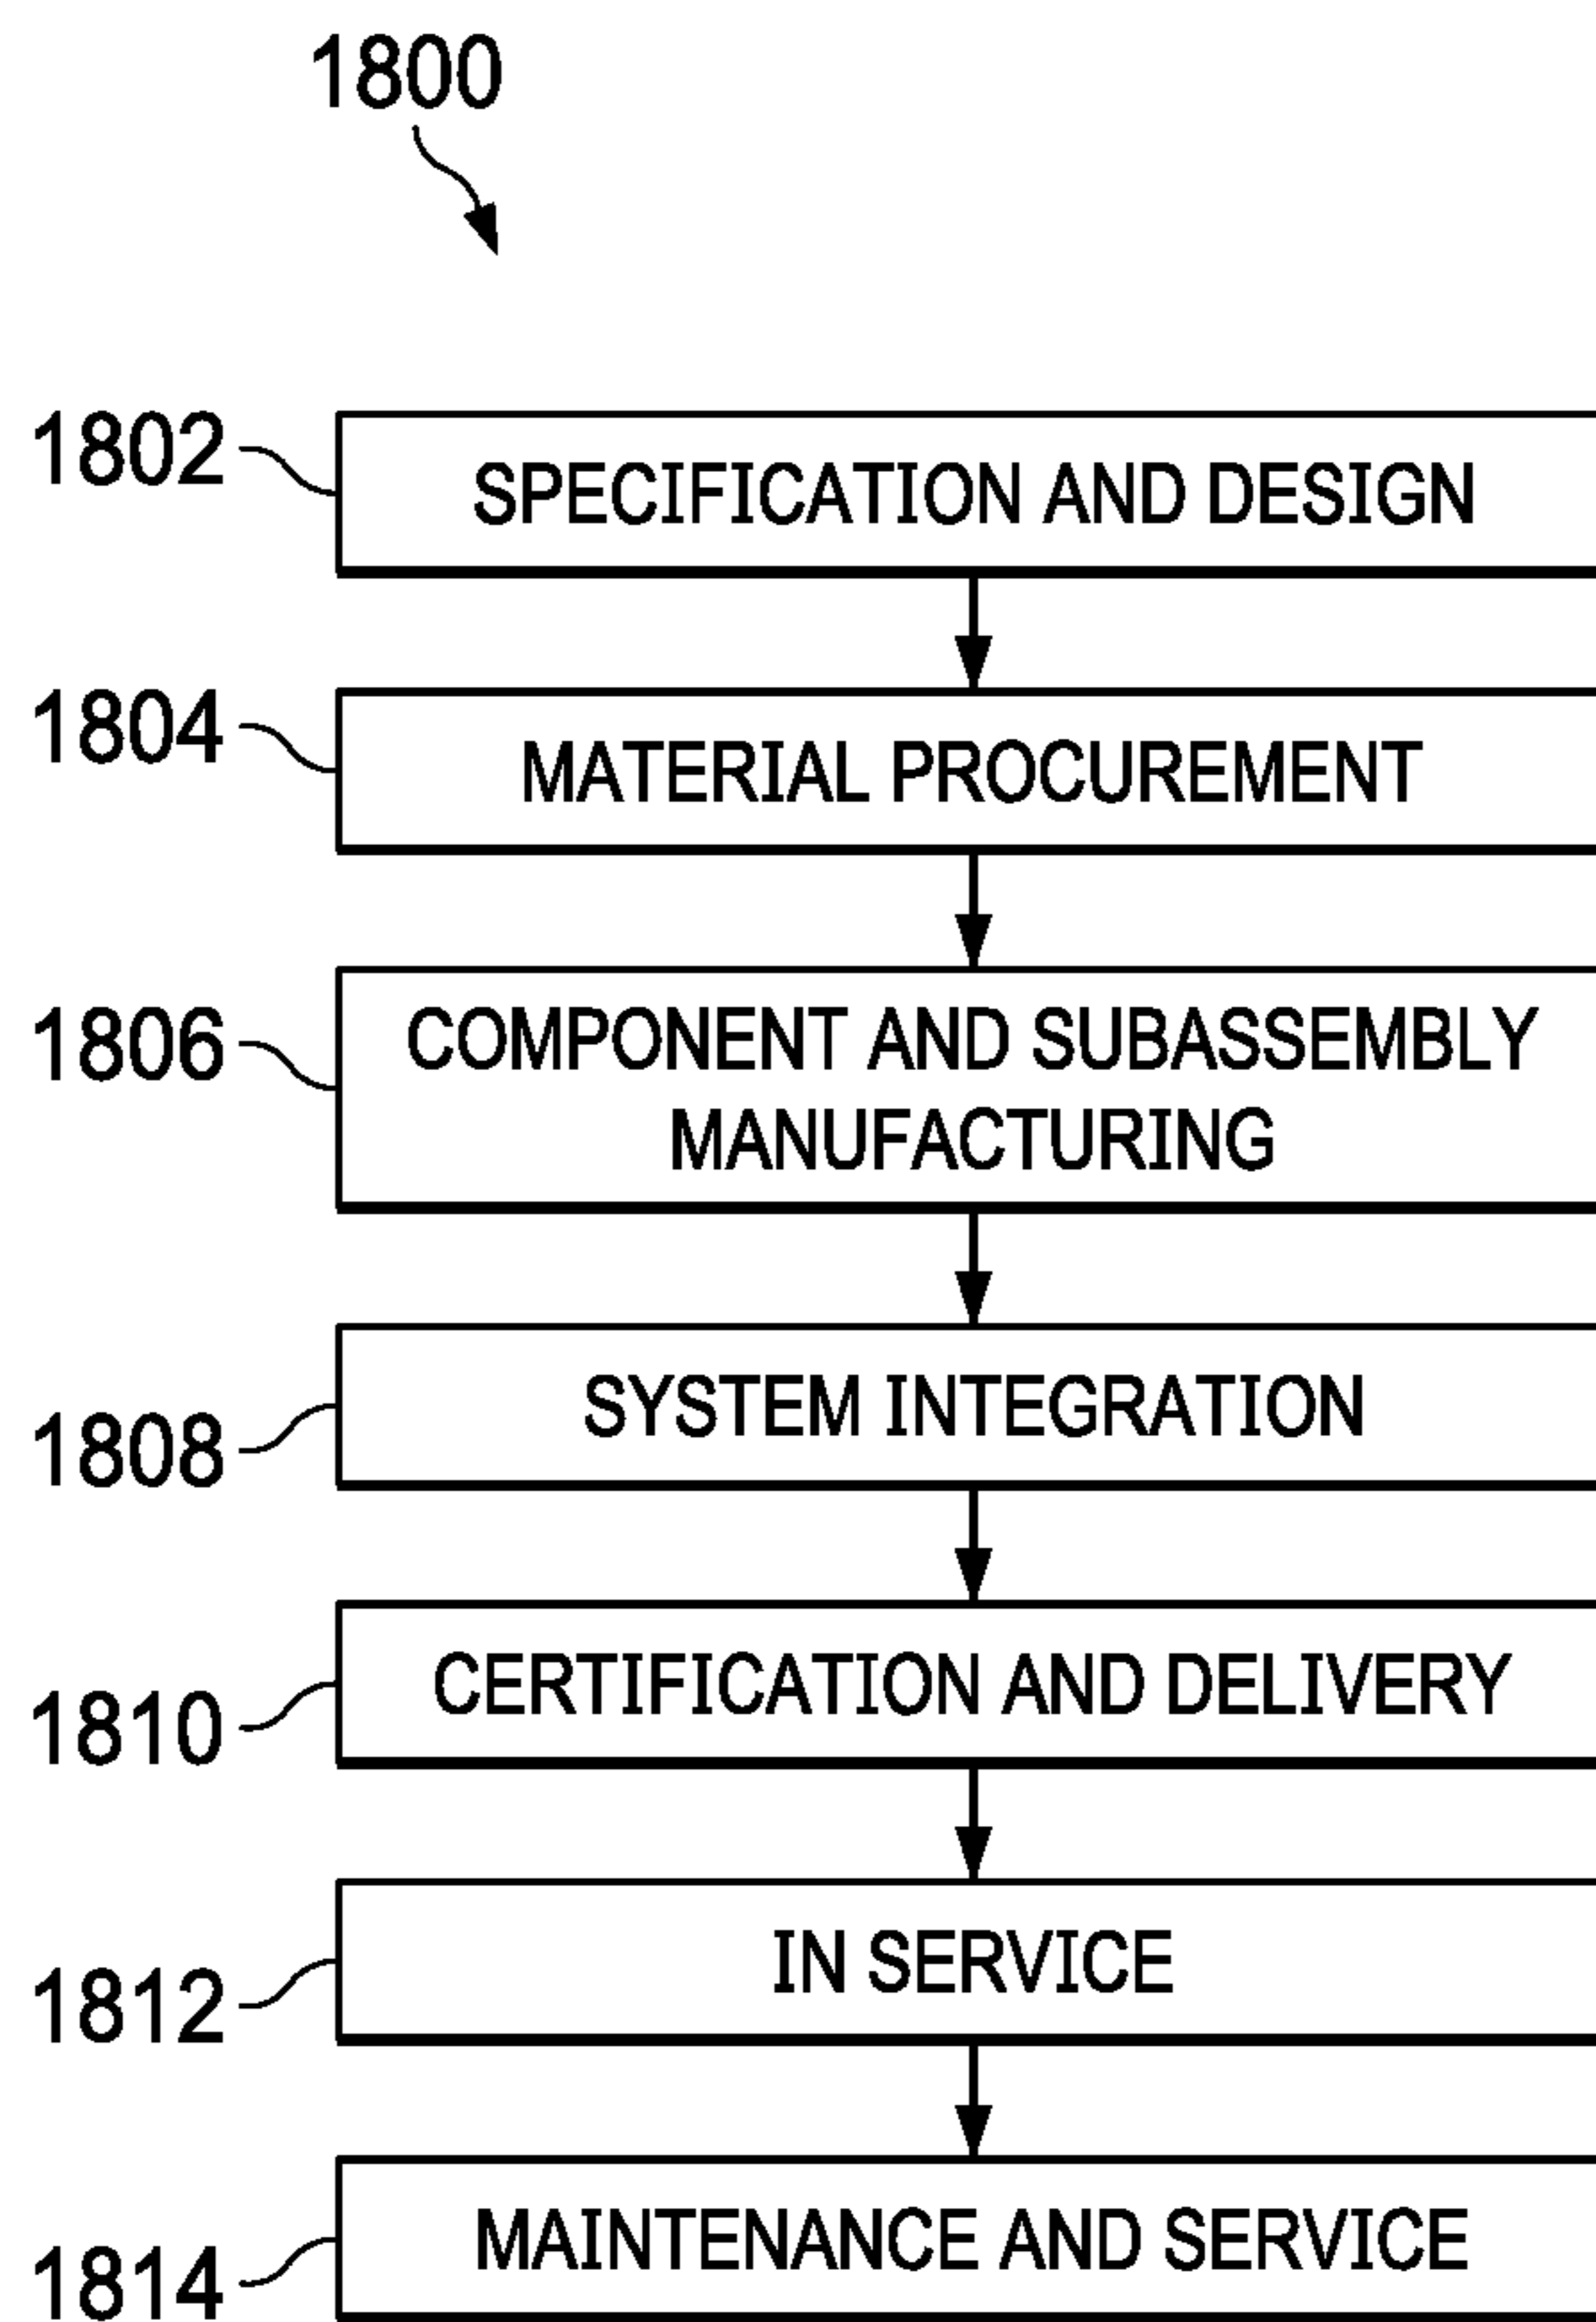 1800
1802
SPECIFICATION AND DESIGN
1804
MATERIAL PROCUREMENT
1806
COMPONENT AND SUBASSEMBLY
MANUFACTURING
SYSTEM INTEGRATION
1808
CERTIFICATION AND DELIVERY
1810
IN SERVICE
1812
MAINTENANCE AND SERVICE
1814